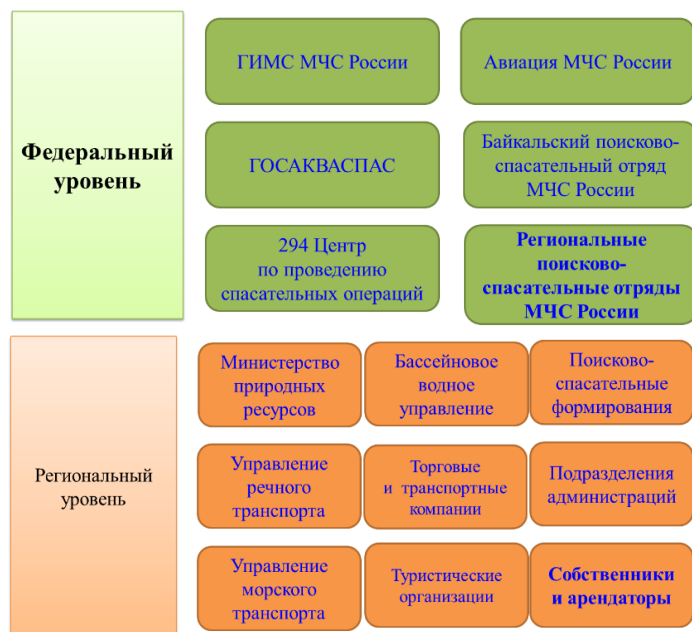 Федеральный
уровень
ГИМС МЧС России
Авиация МЧС России
ГОСАКВАСПАС
Байкальский поисково-
спасательный отряд
МЧС России
294 Центр
по проведению
спасательных операций
Региональные
поисково-
спасательные отряды
МЧС России
Региональный
уровень
Министерство
природных
ресурсов
Бассейновое
водное
управление
Поисково-
спасательные
формирования
Управление
речного
транспорта
Торговые
и транспортные
компании
Подразделения
администраций
Управление
морского
транспорта
Туристические
организации
Собственники
и арендаторы